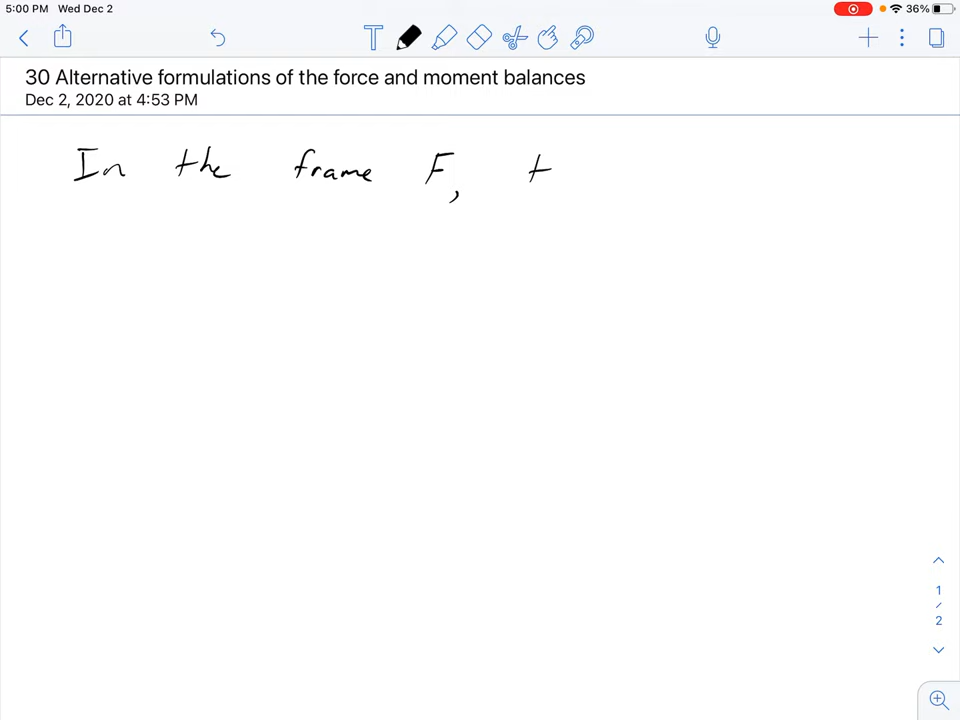 5:00 PM Wed Dec 2
36%
T
30 Alternative formulations of the force and moment balances
Dec 2, 2020 at 4:53 PM
In the frame F, t
1
/
2